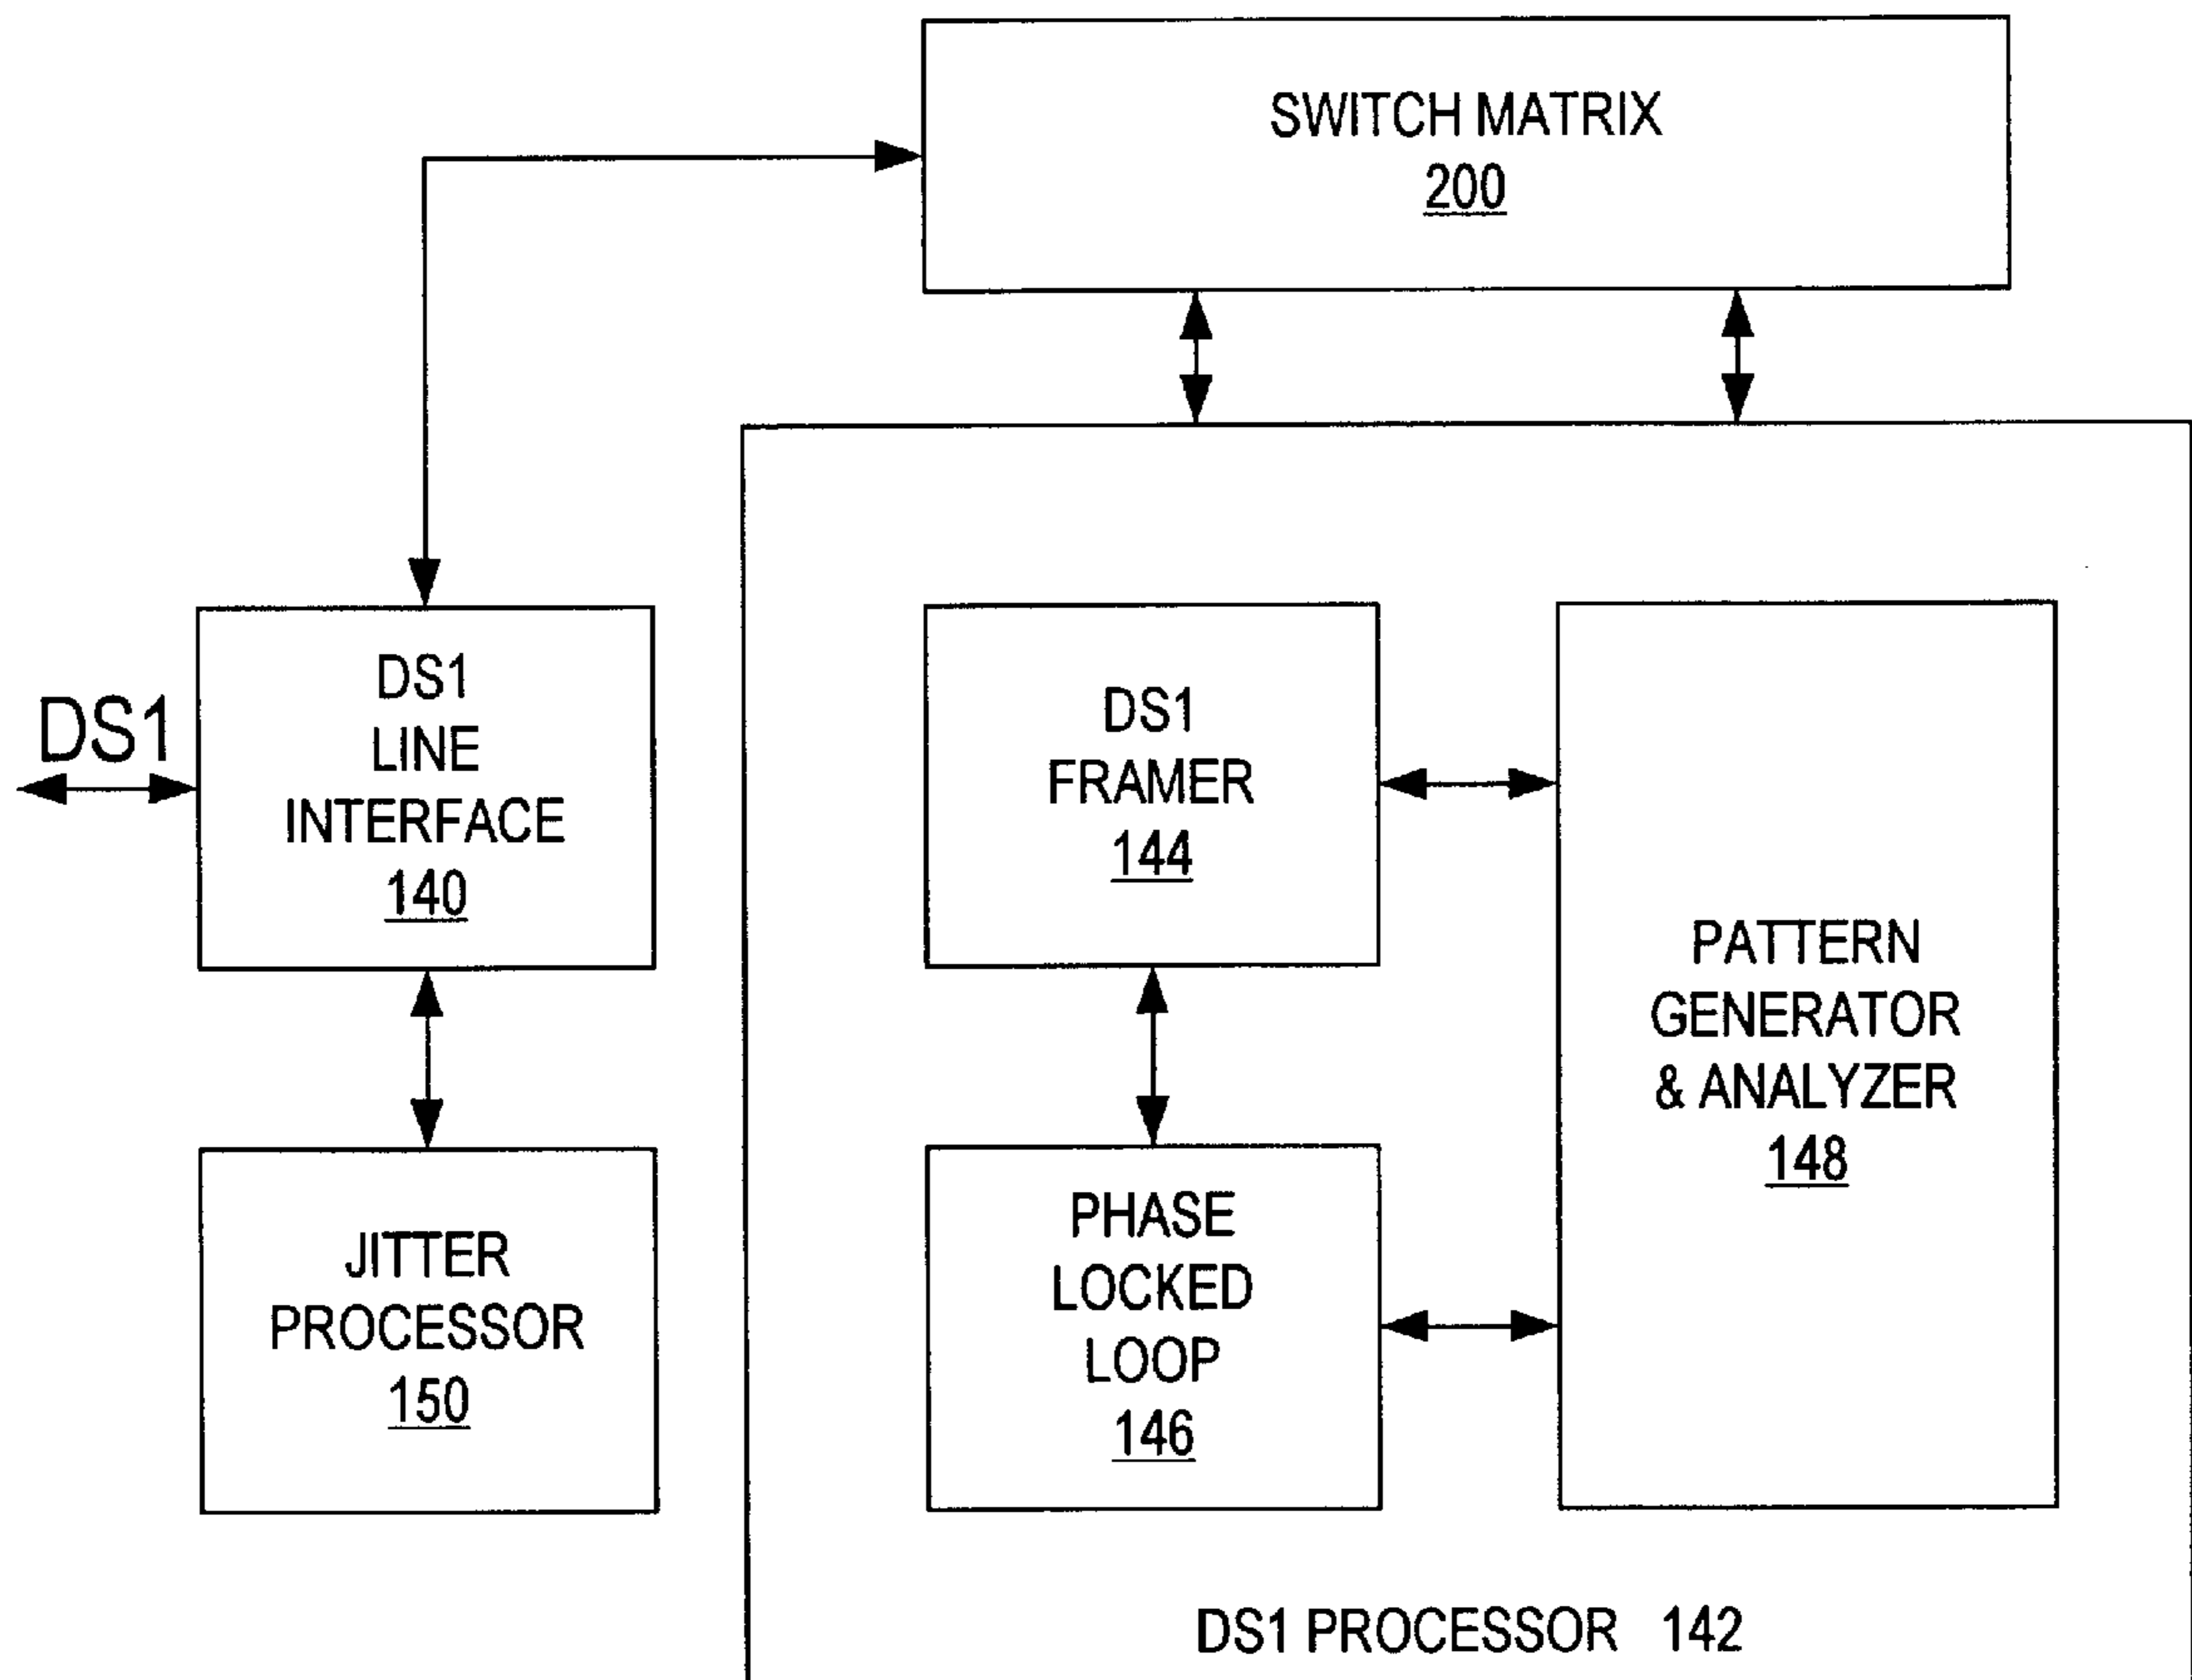 SWITCH MATRIX
200
DS1
DS1
LINE
INTERFACE
140
DS1
FRAMER
144
PATTERN
GENERATOR
& ANALYZER
148
JITTER
PROCESSOR
150
PHASE
LOCKED
LOOP
146
DS1 PROCESSOR 142